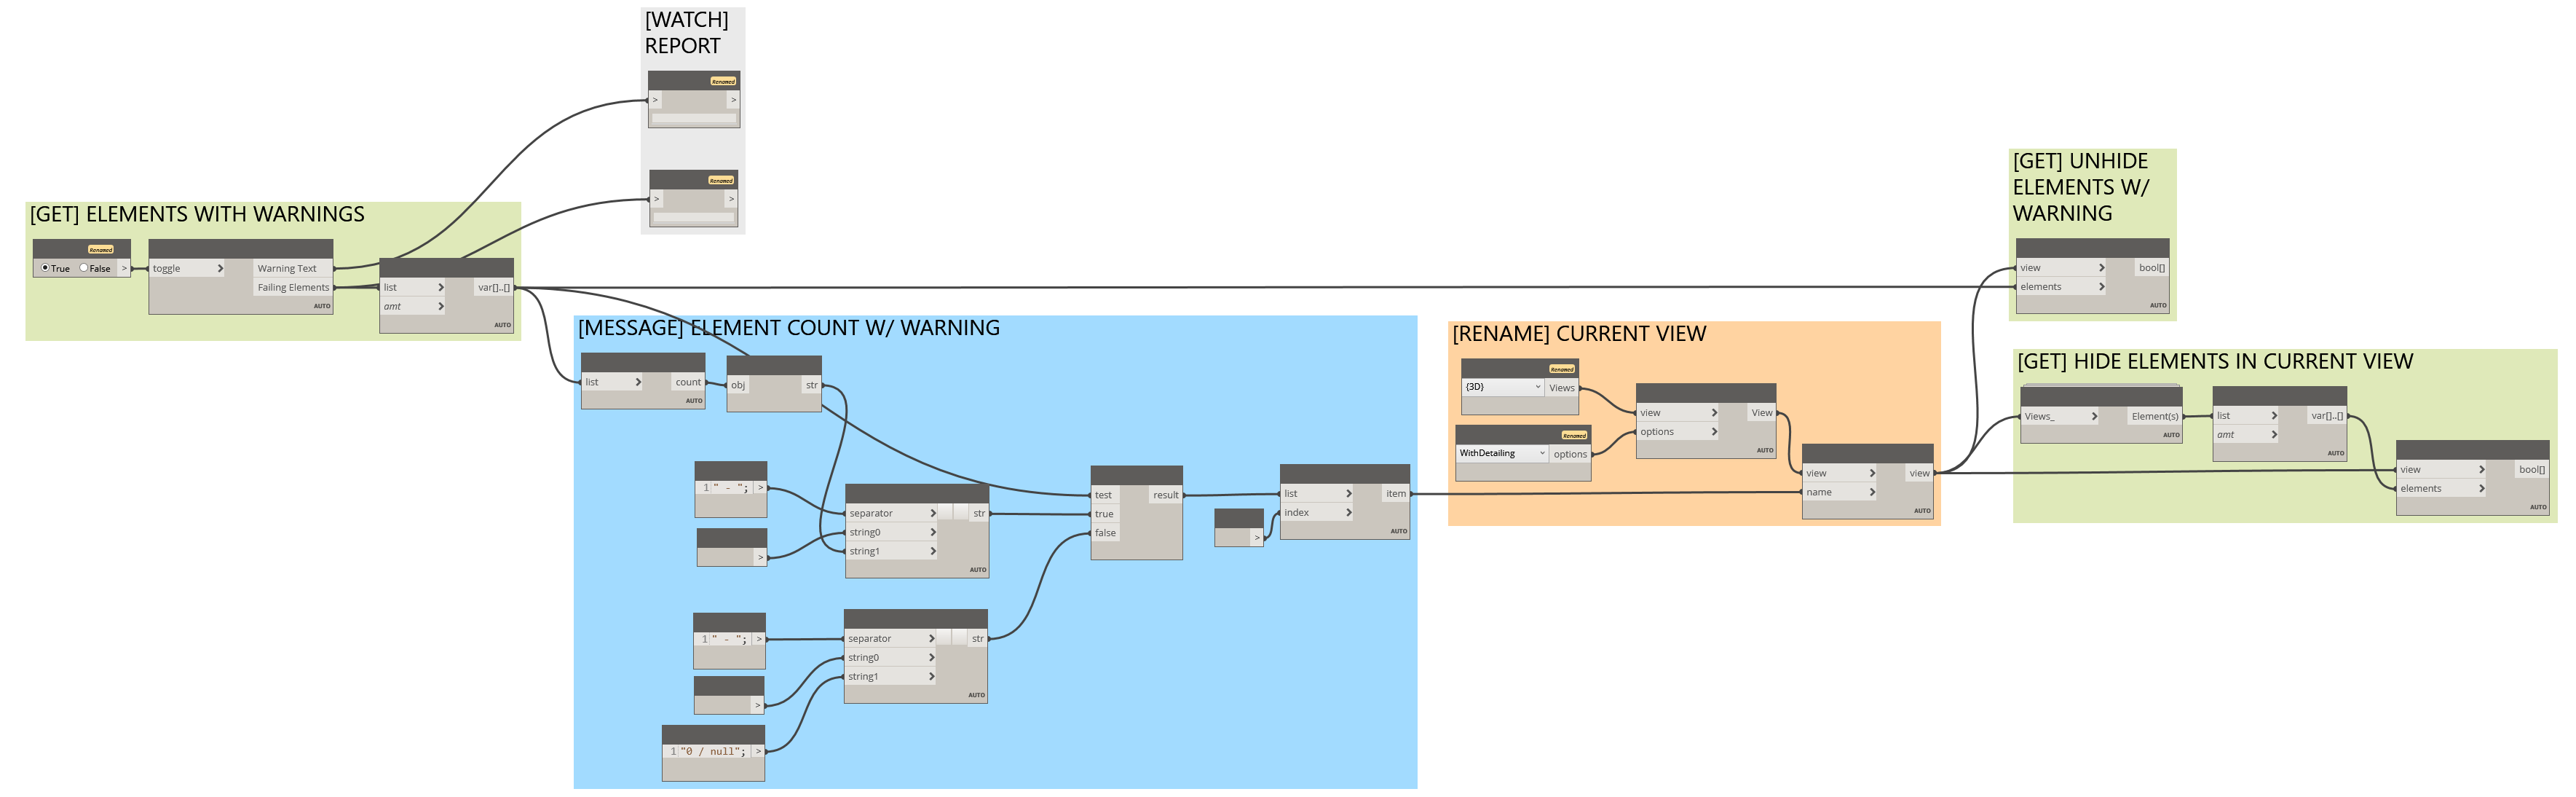 [WATCH]
REPORT
Renamed
>
>
Renamed
>
>
[GET] ELEMENTS WITH WARNINGS
Renamed
True False >
toggle > Warning Text
Failing Elements
AUTO
list > var[]..[]
amt >
AUTO
[MESSAGE] ELEMENT COUNT W/ WARNING
list > count
AUTO
obj str
1 " - "; >
>
separator > str
string0 >
string1 >
AUTO
1 " - "; >
>
1 "0 / null"; >
separator > str
string0 >
string1 >
AUTO
test result
true
false
>
list > item
index >
AUTO
[RENAME] CURRENT VIEW
Renamed
{3D} Views
Renamed
WithDetailing options
view > View
options >
AUTO
view > view
name >
AUTO
[GET] UNHIDE
ELEMENTS W/
WARNING
view > bool[]
elements >
AUTO
[GET] HIDE ELEMENTS IN CURRENT VIEW
Views_ > Element(s)
AUTO
list > var[]..[]
amt >
AUTO
view > bool[]
elements >
AUTO